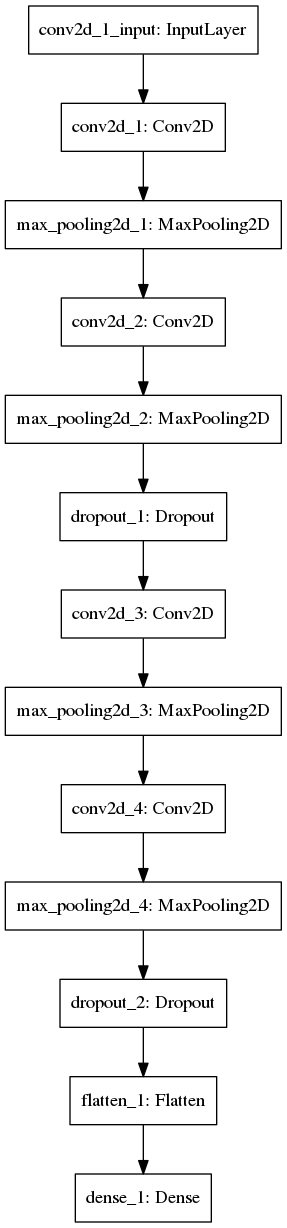 conv2d_1_input: InputLayer
conv2d_1: Conv2D
max_pooling2d_1: MaxPooling2D
conv2d_2: Conv2D
max_pooling2d_2: MaxPooling2D
dropout_1: Dropout
conv2d_3: Conv2D
max_pooling2d_3: MaxPooling2D
conv2d_4: Conv2D
max_pooling2d_4: MaxPooling2D
dropout_2: Dropout
flatten_1: Flatten
dense_1: Dense